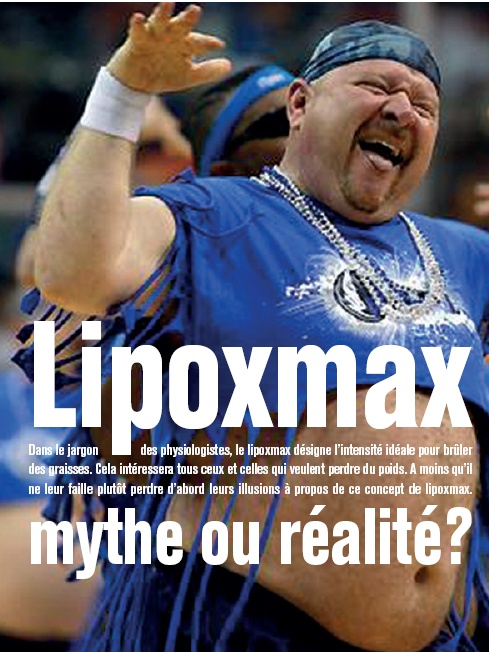 Lipoxmax
Dans le jargon des physiologistes, le lipoxmax désigne l'intensité idéale pour brûler
des graisses. Cela intéressera tous ceux et celles qui veulent perdre du poids. A moins qu'il
ne leur faille plutôt perdre d'abord leurs illusions à propos de ce concept de lipoxmax.
mythe ou réalité?